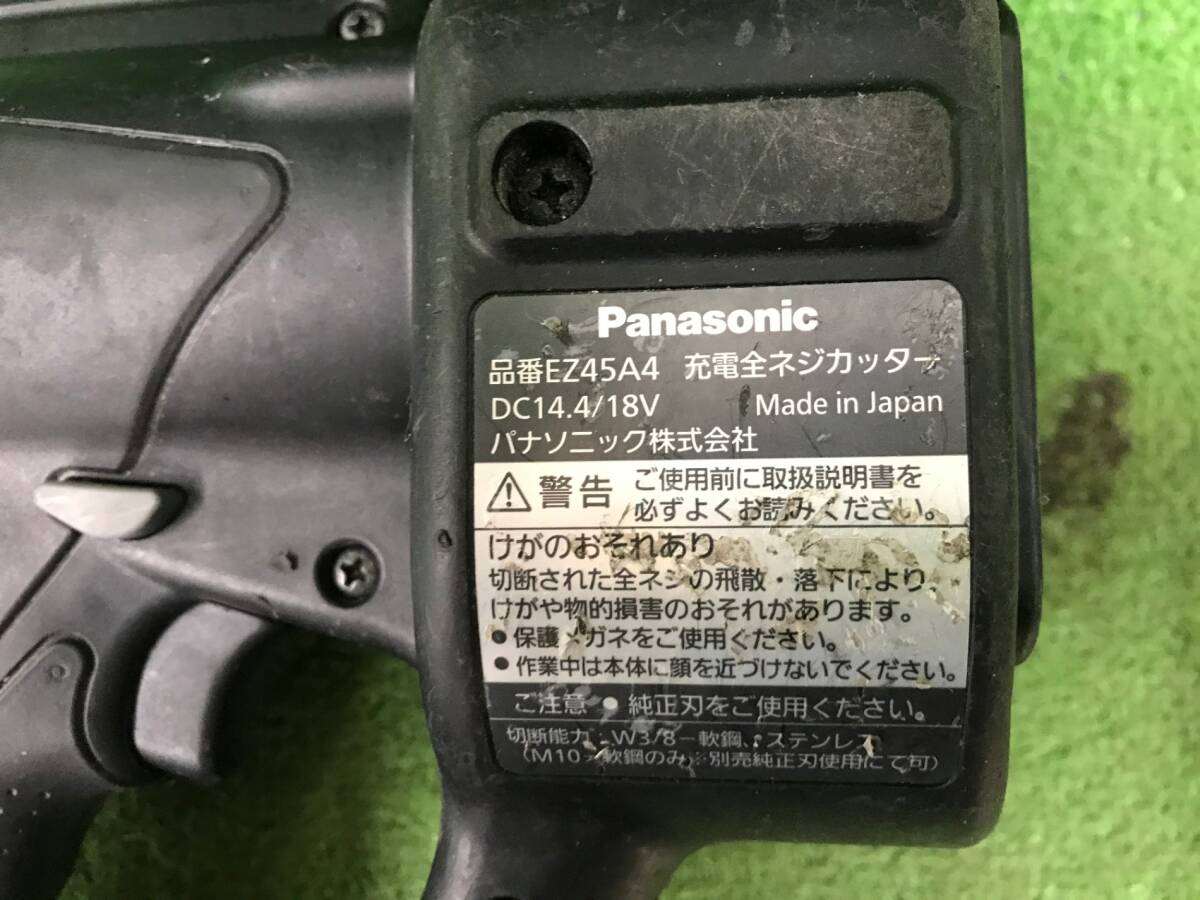 Panasonic
品番EZ45A4 充電全ネジカッター
DC14.4/18V Made in Japan
パナソニック株式会社
警告 ご使用前に取扱説明書を
必ずよくお読みください。
けがのおそれあり
切断された全ネジの飛散・落下により、
けがや物的損害のおそれがあります。
●保護メガネをご使用ください。
●作業中は本体に顔を近づけないでください。
ご注意 ●純正刃をご使用ください。
切断能力:W3/8-軟鋼、ステンレス
(M10-軟鋼のみ※別売純正刃使用にて可)